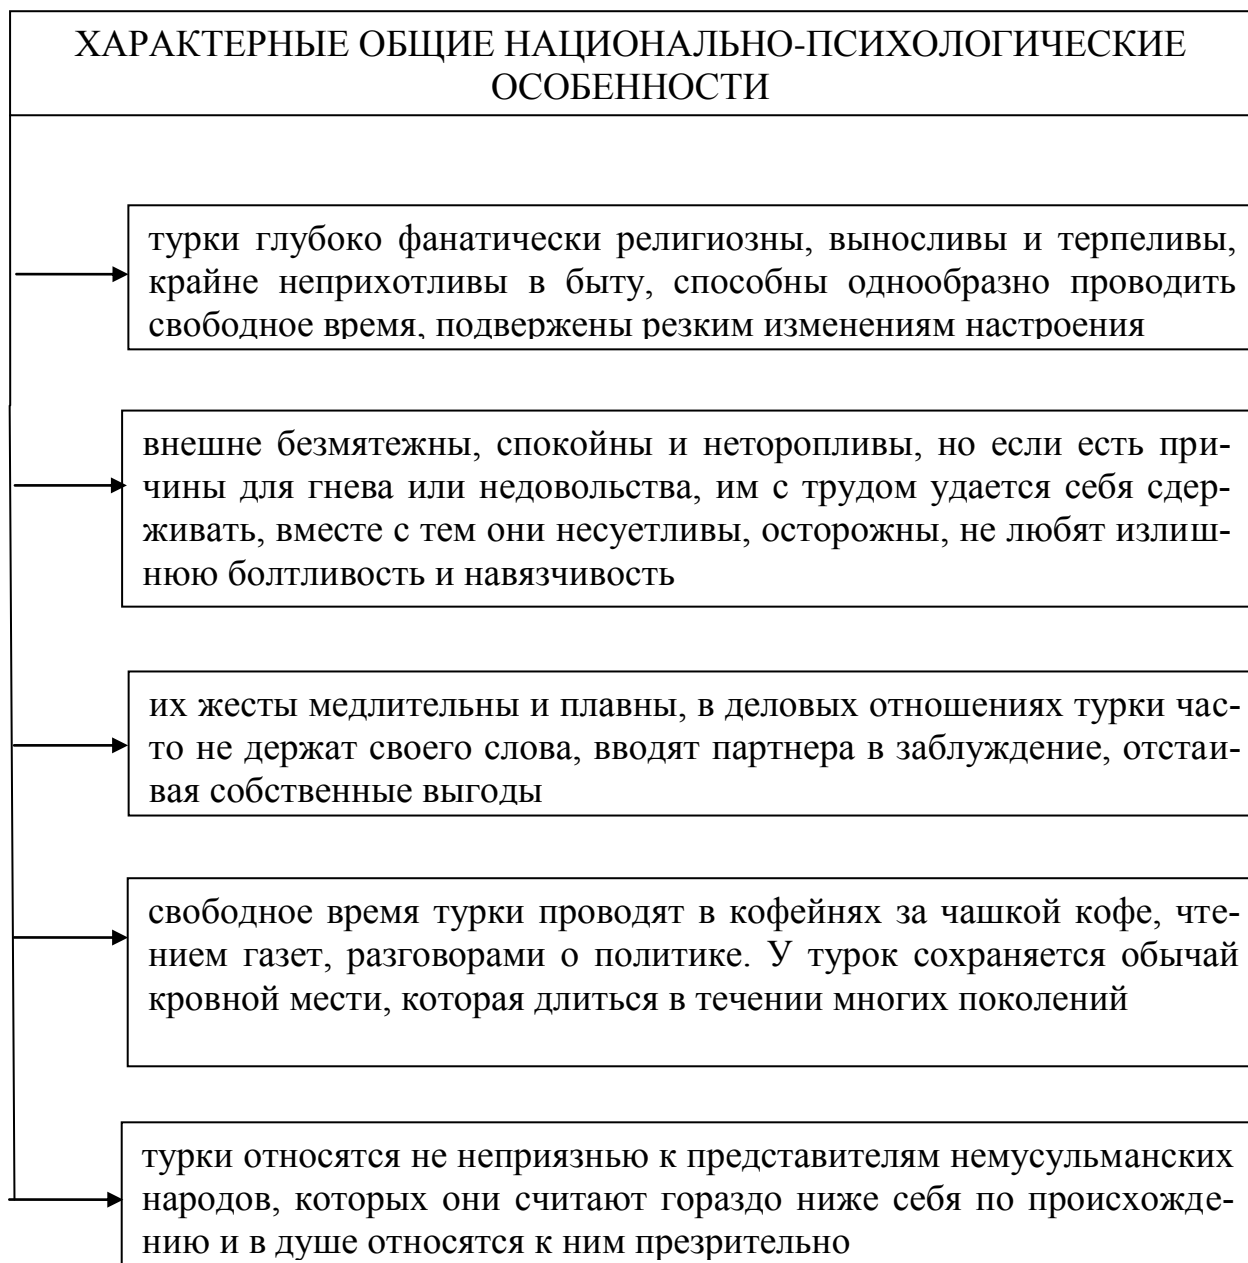 ХАРАКТЕРНЫЕ ОБЩИЕ НАЦИОНАЛЬНО-ПСИХОЛОГИЧЕСКИЕ
ОСОБЕННОСТИ
турки глубоко фанатически религиозны, выносливы и терпеливы,
крайне неприхотливы в быту, способны однообразно проводить
свободное время, подвержены резким изменениям настроения
внешне безмятежны, спокойны и неторопливы, но если есть при-
чины для гнева или недовольства, им с трудом удается себя сдер-
живать, вместе с тем они несуетливы, осторожны, не любят излиш-
нюю болтливость и навязчивость
их жесты медлительны и плавны, в деловых отношениях турки час-
то не держат своего слова, вводят партнера в заблуждение, отстаи-
вая собственные выгоды
свободное время турки проводят в кофейнях за чашкой кофе, чте-
нием газет, разговорами о политике. У турок сохраняется обычай
кровной мести, которая длиться в течении многих поколений
турки относятся не неприязнью к представителям немусульманских
народов, которых они считают гораздо ниже себя по происхожде-
нию и в душе относятся к ним презрительно